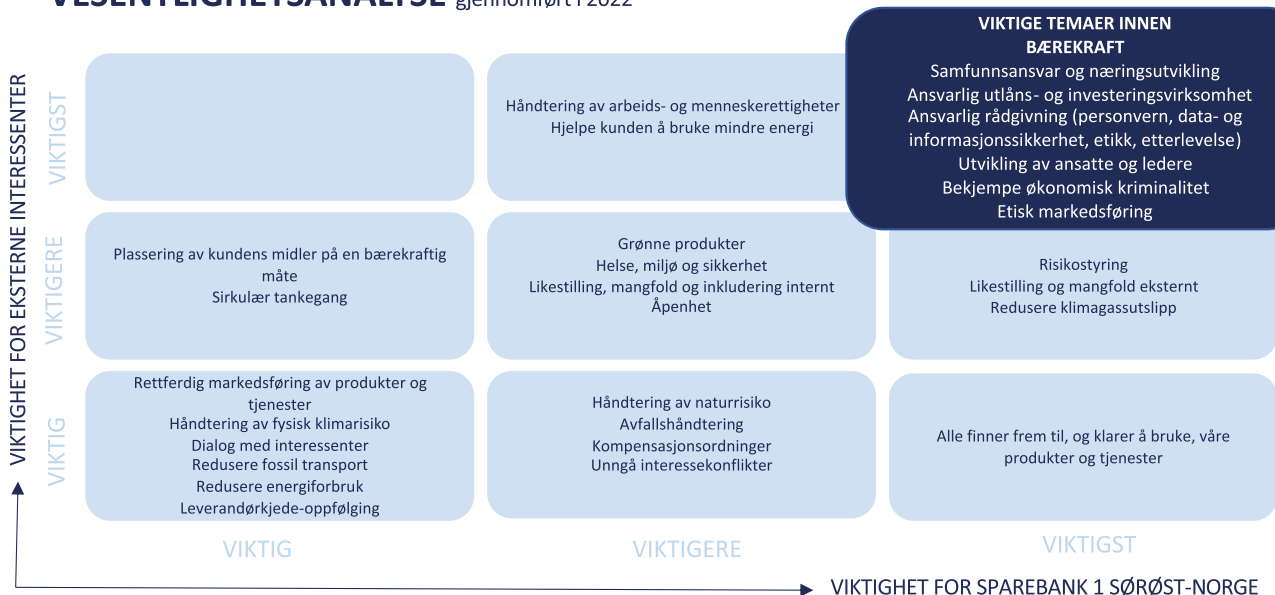 VESENTLIGHETSANALYSE gjennomført i 2022
VIKTIGHET FOR EKSTERNE INTERESSENTER
VIKTIGST
Håndtering av arbeids- og menneskerettigheter
Hjelpe kunden å bruke mindre energi
VIKTIGE TEMAER INNEN
BÆREKRAFT
Samfunnsansvar og næringsutvikling
Ansvarlig utlåns- og investeringsvirksomhet
Ansvarlig rådgivning (personvern, data- og
informasjonssikkerhet, etikk, etterlevelse)
Utvikling av ansatte og ledere
Bekjempe økonomisk kriminalitet
Etisk markedsføring
VIKTIGERE
Plassering av kundens midler på en bærekraftig
måte
Sirkulær tankegang
Grønne produkter
Helse, miljø og sikkerhet
Likestilling, mangfold og inkludering internt
Åpenhet
Risikostyring
Likestilling og mangfold eksternt
Redusere klimagassutslipp
VIKTIG
Rettferdig markedsføring av produkter og
tjenester
Håndtering av fysisk klimarisiko
Dialog med interessenter
Redusere fossil transport
Redusere energiforbruk
Leverandørkjede-oppfølging
Håndtering av naturrisiko
Avfallshåndtering
Kompensasjonsordninger
Unngå interessekonflikter
Alle finner frem til, og klarer å bruke, våre
produkter og tjenester
VIKTIG
VIKTIGERE
VIKTIGST
VIKTIGHET FOR SPAREBANK 1 SØRØST-NORGE